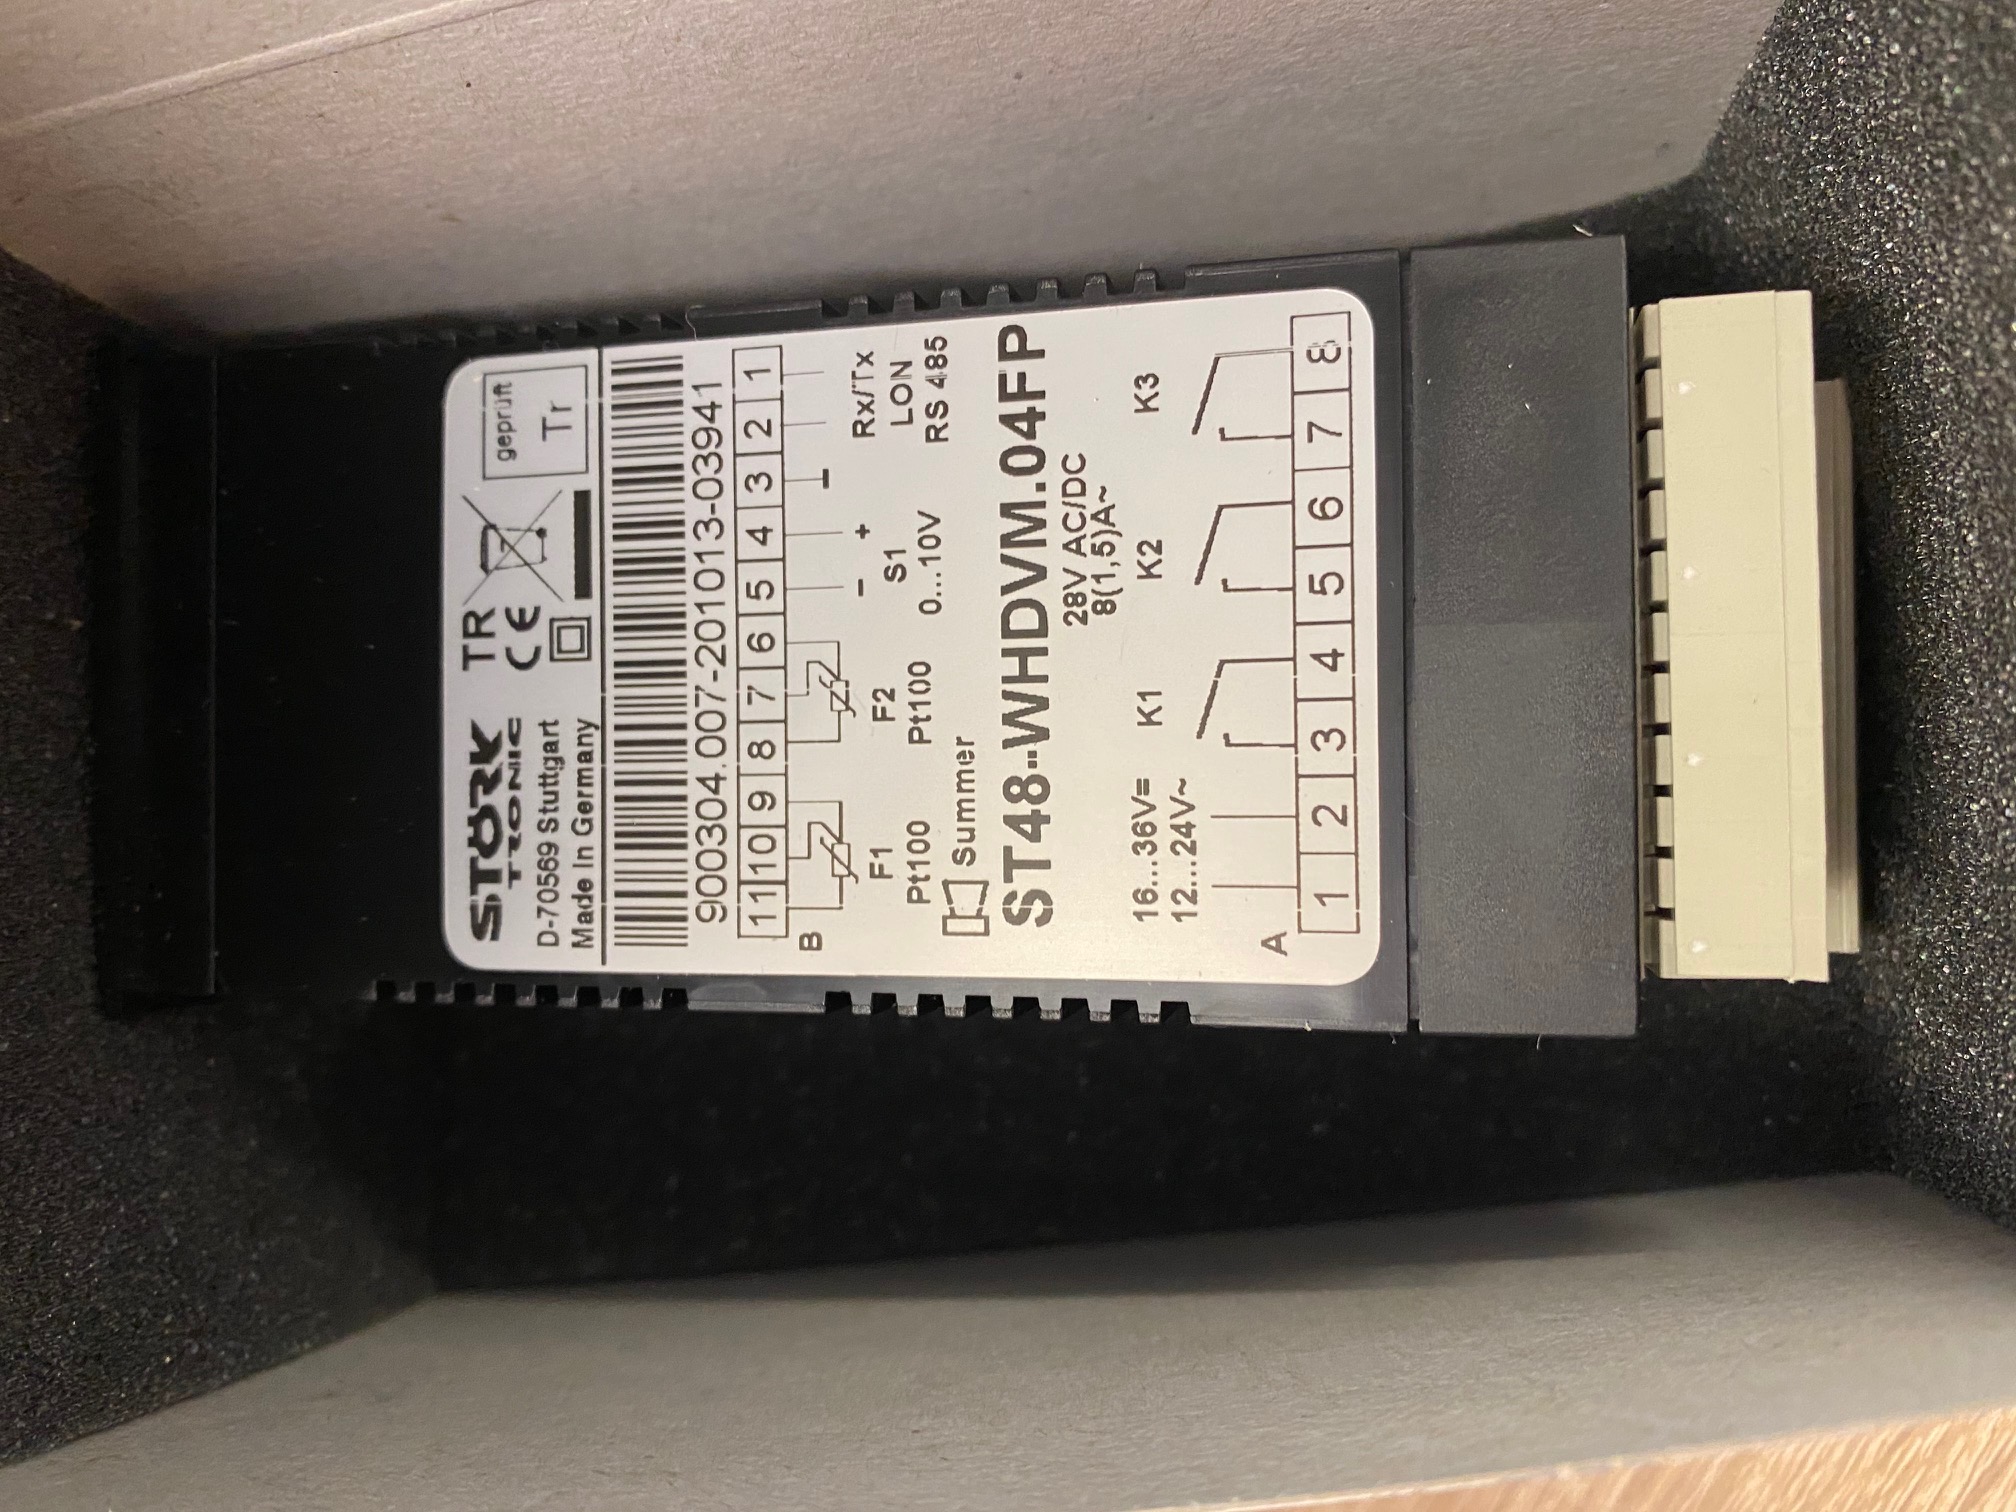 STÖRK TR
TRONIC CE
D-70569 Stuttgart
Made In Germany
geprüft
Tr
900304.007-201013-03941
11 10 9 8 7 6 5 4 3 2 1
B
F1 F2 - + Rx/Tx
Pt100 Pt100 S1 LON
0...10V RS 485
Summer
ST48-WHDVM.04FP
28V AC/DC
8(1,5)A~
16...36V= K1 K2 K3
12...24V~
A
1 2 3 4 5 6 7 8